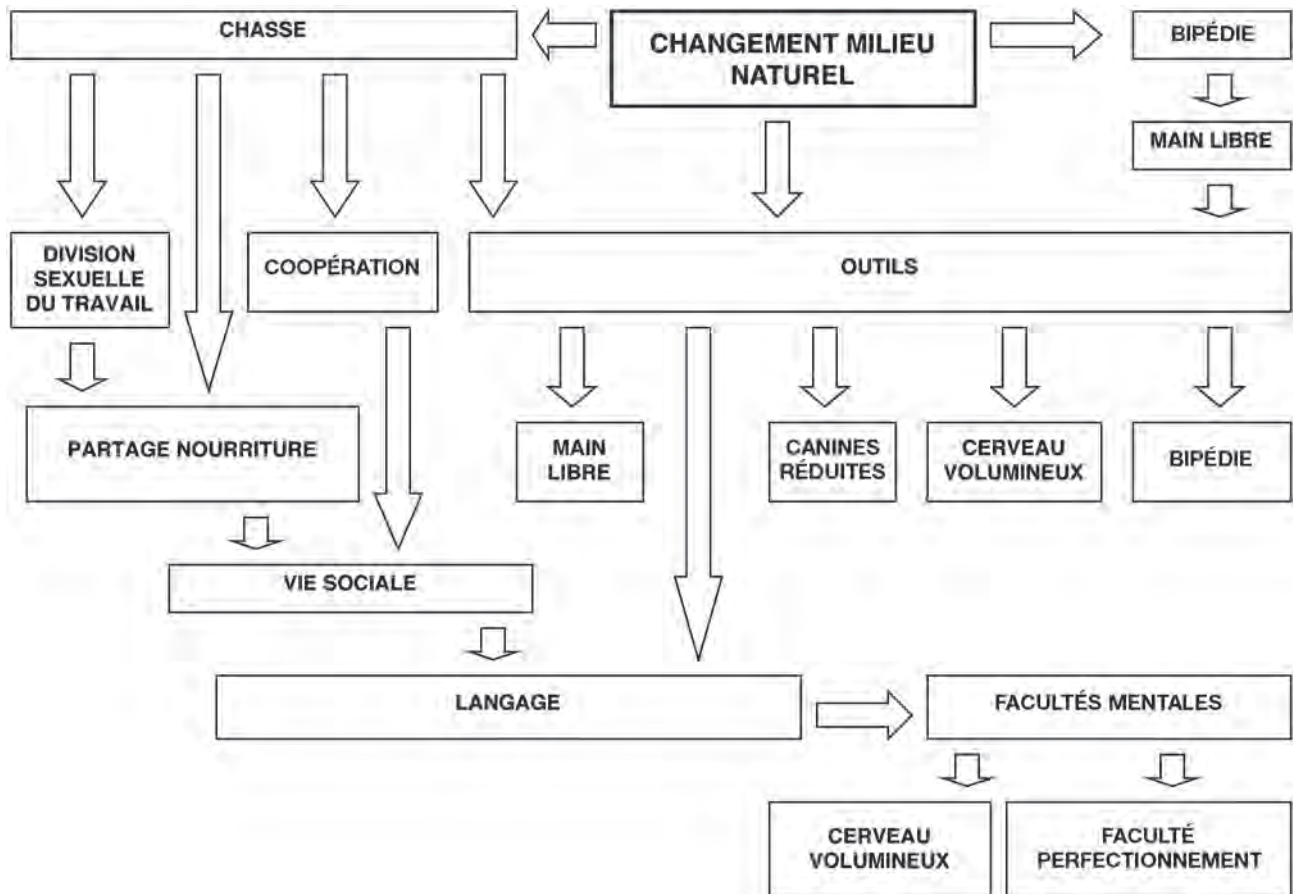 CHASSE
CHANGEMENT MILIEU
NATUREL
BIPÉDIE
MAIN LIBRE
DIVISION
SEXUELLE
DU TRAVAIL
COOPÉRATION
OUTILS
PARTAGE NOURRITURE
MAIN
LIBRE
CANINES
RÉDUITES
CERVEAU
VOLUMINEUX
BIPÉDIE
VIE SOCIALE
LANGAGE
FACULTÉS MENTALES
CERVEAU
VOLUMINEUX
FACULTÉ
PERFECTIONNEMENT